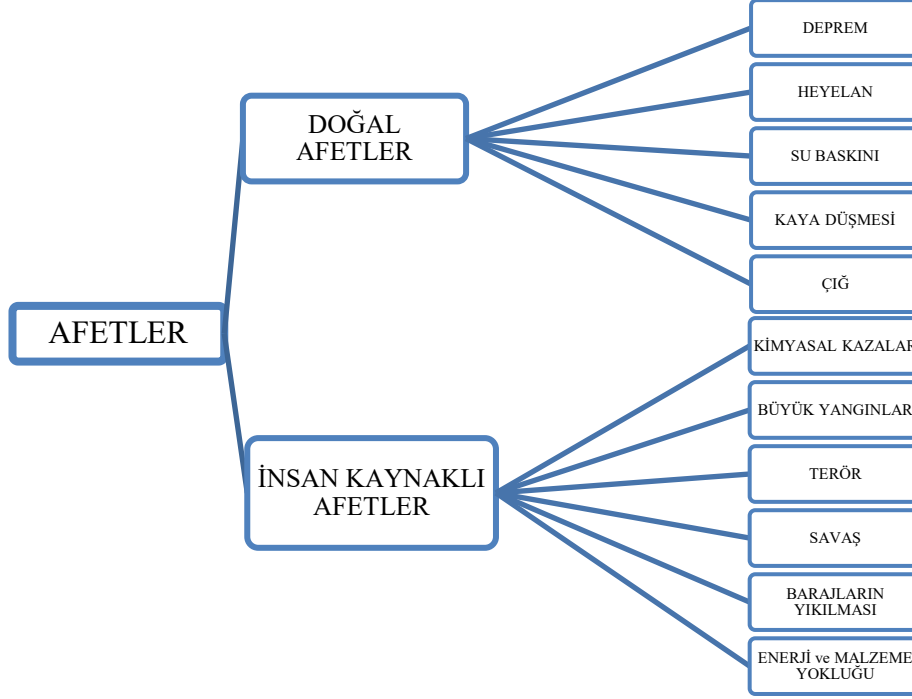 AFETLER
DOĞAL
AFETLER
DEPREM
HEYELAN
SU BASKINI
KAYA DÜŞMESİ
ÇIĞ
İNSAN KAYNAKLI
AFETLER
KİMYASAL KAZALAR
BÜYÜK YANGINLAR
TERÖR
SAVAŞ
BARAJLARIN
YIKILMASI
ENERJİ ve MALZEME
YOKLUĞU